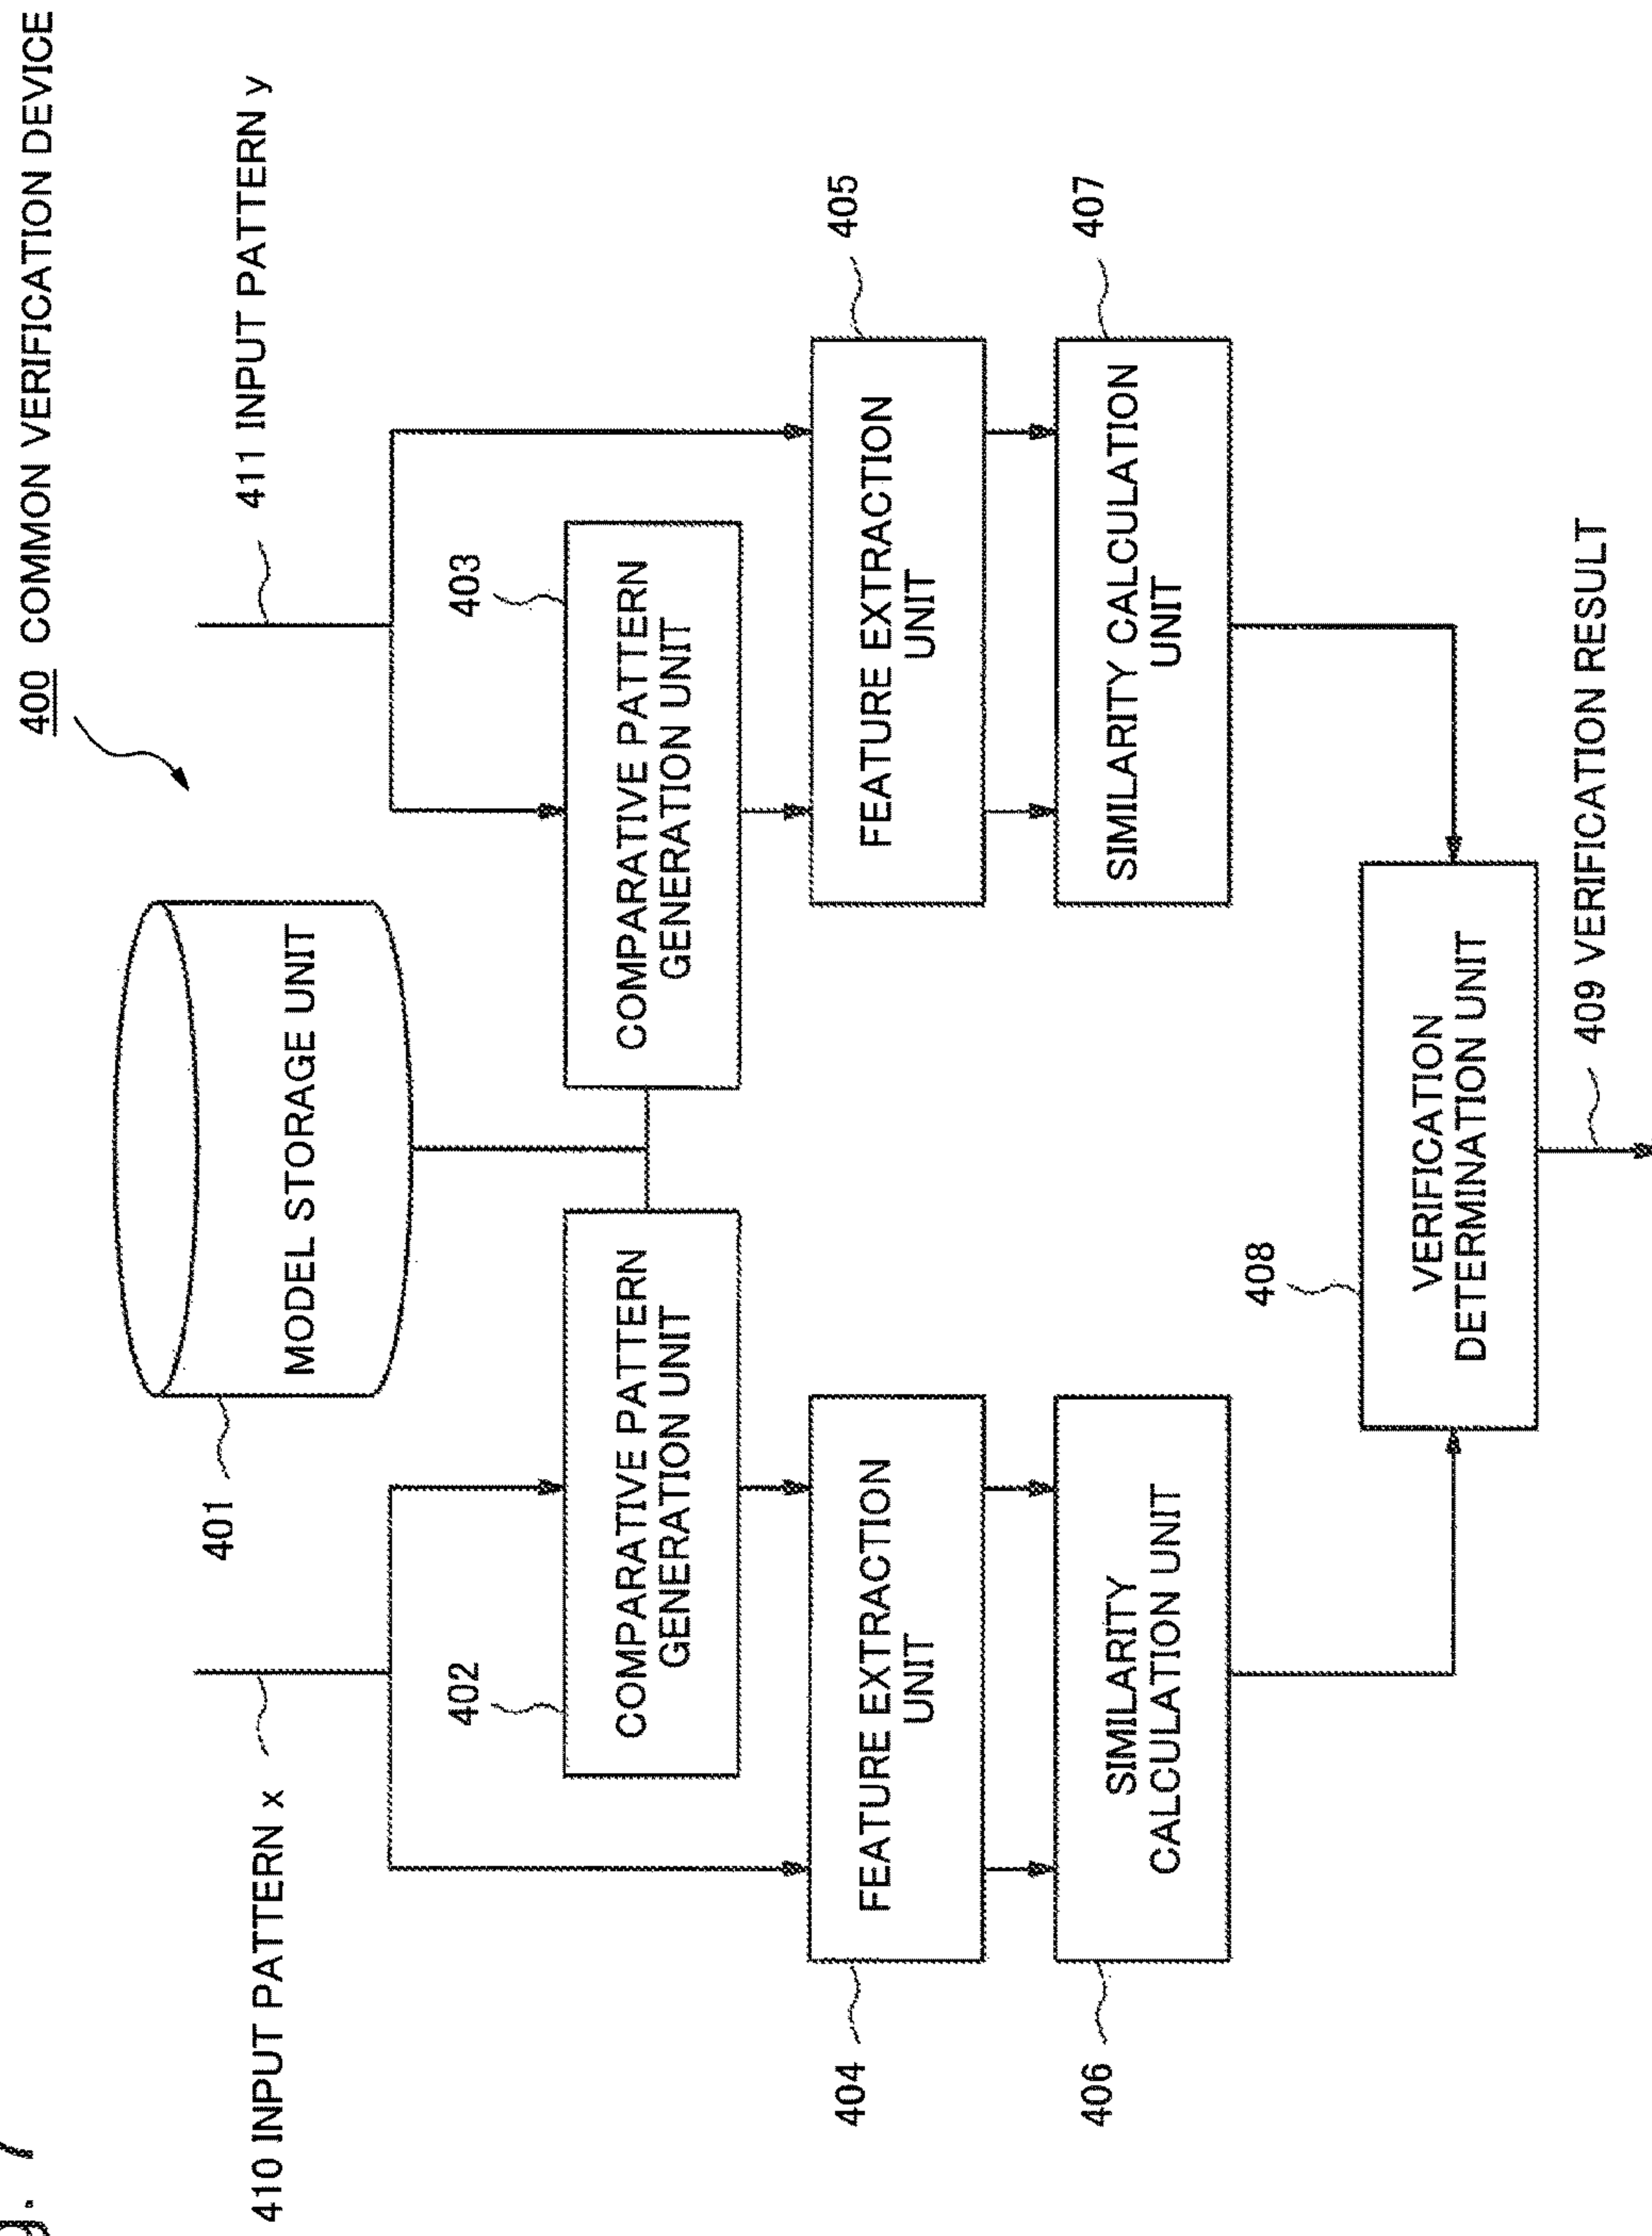 g. 7
400 COMMON VERIFICATION DEVICE
410 INPUT PATTERN x
411 INPUT PATTERN y
401
MODEL STORAGE UNIT
402
COMPARATIVE PATTERN
GENERATION UNIT
403
COMPARATIVE PATTERN
GENERATION UNIT
404
FEATURE EXTRACTION
UNIT
FEATURE EXTRACTION
UNIT
405
406
SIMILARITY
CALCULATION UNIT
SIMILARITY CALCULATION
UNIT
407
408
VERIFICATION
DETERMINATION UNIT
409 VERIFICATION RESULT